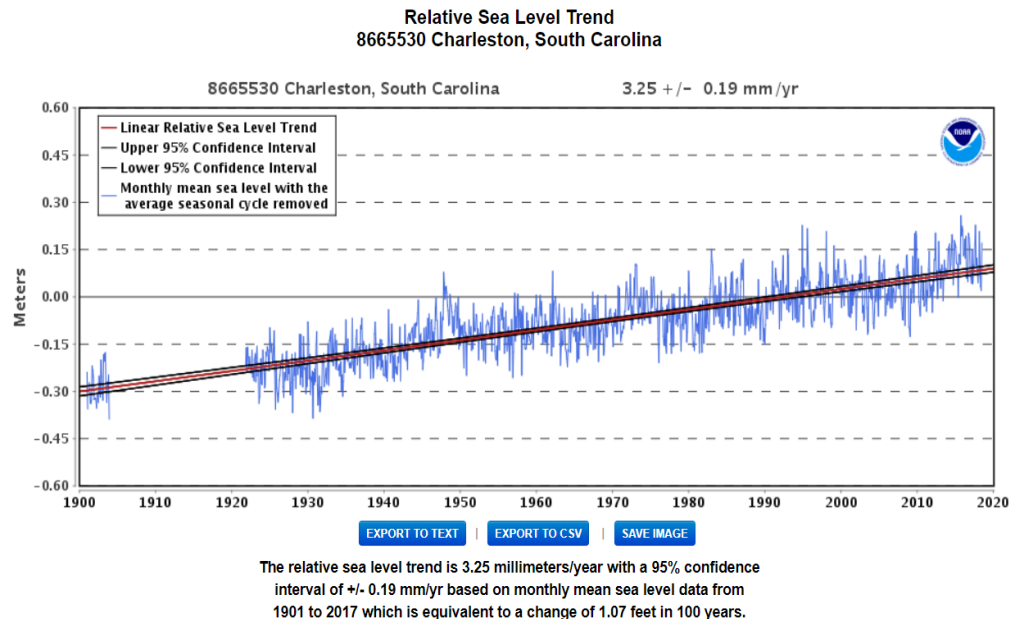 Relative Sea Level Trend
8665530 Charleston, South Carolina
8665530 Charleston, South Carolina
3.25 +/- 0.19 mm/yr
0.60
0.45
0.30
0.15
0.00
-0.15
-0.30
-0.45
-0.60
Meters
Linear Relative Sea Level Trend
Upper 95% Confidence Interval
Lower 95% Confidence Interval
Monthly mean sea level with the
average seasonal cycle removed
NOAA
1900 1910 1920 1930 1940 1950 1960 1970 1980 1990 2000 2010 2020
EXPORT TO TEXT | EXPORT TO CSV | SAVE IMAGE
The relative sea level trend is 3.25 millimeters/year with a 95% confidence
interval of +/- 0.19 mm/yr based on monthly mean sea level data from
1901 to 2017 which is equivalent to a change of 1.07 feet in 100 years.